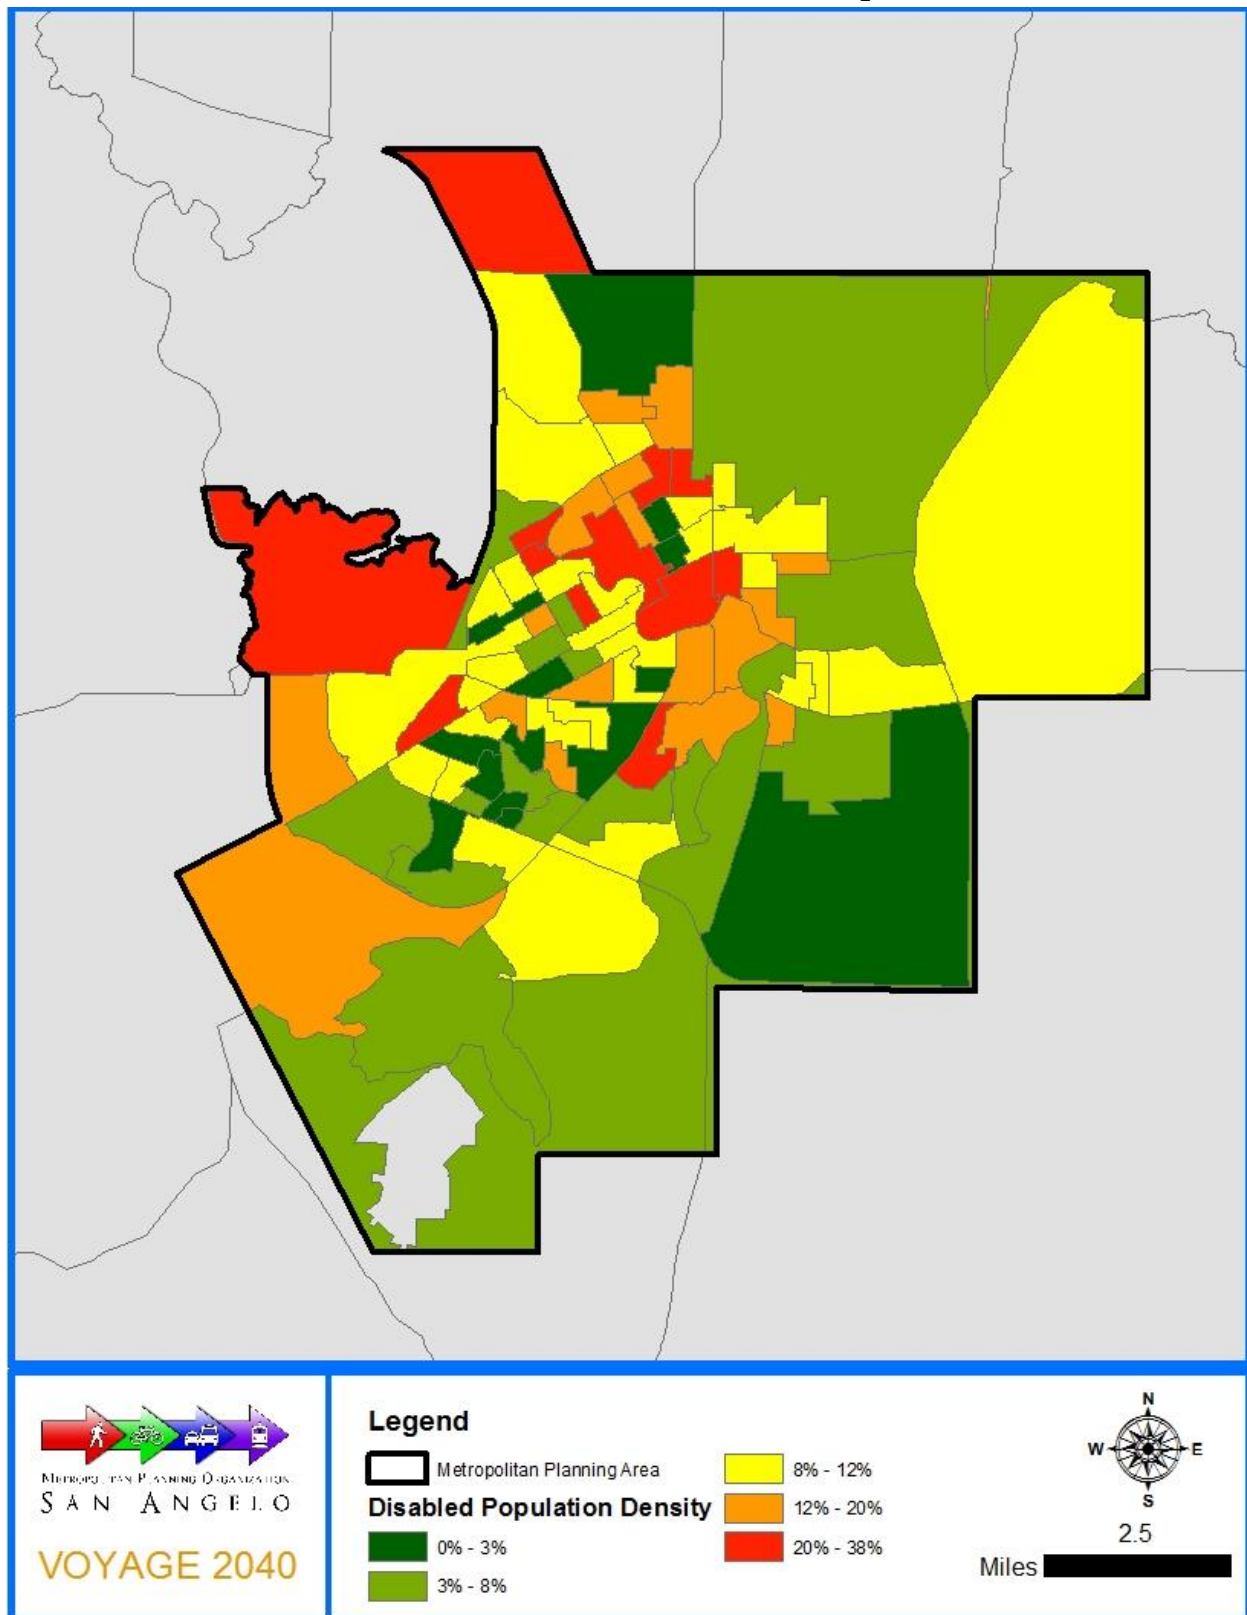 Legend
Metropolitan Planning Area
Disabled Population Density
0% - 3%
3% - 8%
8% - 12%
12% - 20%
20% - 38%
METROPOLITAN PLANNING ORGANIZATION
SAN ANGELO
VOYAGE 2040
N
W E
S
2.5
Miles